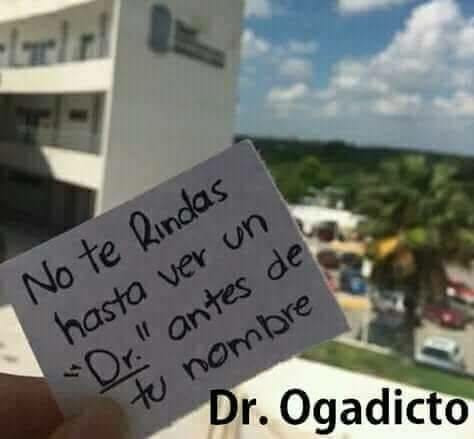 No te Rindas
hasta ver un
"Dr." antes de
tu nombre
Dr. Ogadicto